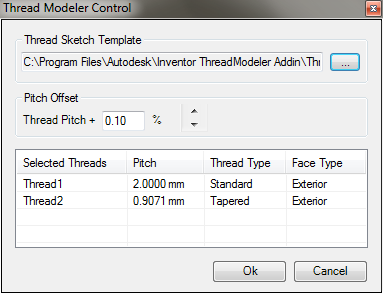 Thread Modeler Control
Thread Sketch Template
C:\Program Files\Autodesk\Inventor ThreadModeler Addin\Thr
...
Pitch Offset
Thread Pitch + 0.10 %
Selected Threads Pitch Thread Type Face Type
Thread1 2.0000 mm Standard Exterior
Thread2 0.9071 mm Tapered Exterior
Ok Cancel